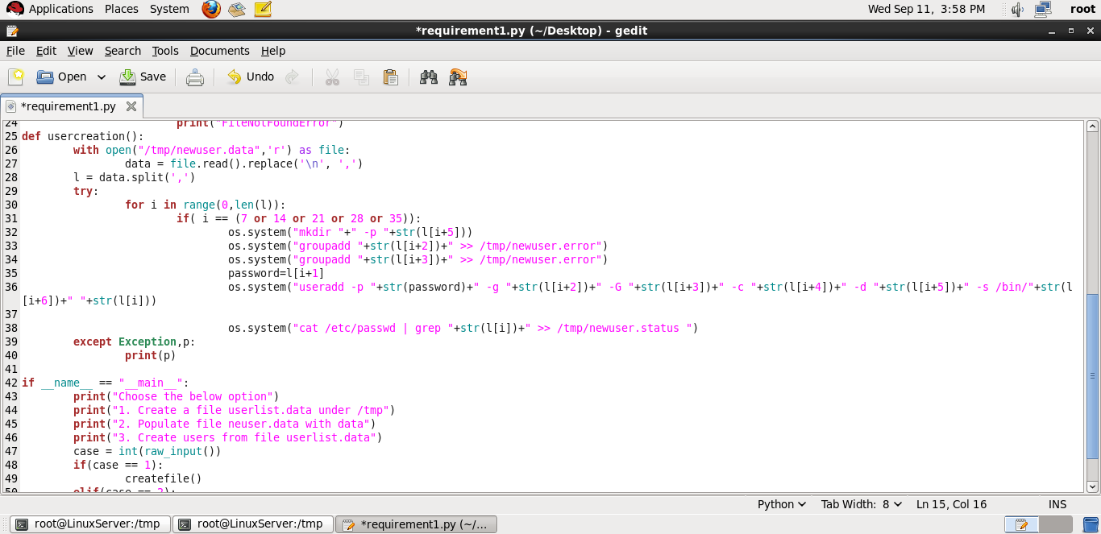 Applications Places System Wed Sep 11, 3:58 PM root
*requirement1.py (~/Desktop) - gedit
File Edit View Search Tools Documents Help
Open Save Undo
*requirement1.py
24 print("FileNotFoundError")
25 def usercreation():
26 with open("/tmp/newuser.data",'r') as file:
27 data = file.read().replace('\n', ',')
28 l = data.split(',')
29 try:
30 for i in range(0,len(l)):
31 if( i == (7 or 14 or 21 or 28 or 35)):
32 os.system("mkdir "+" -p "+str(l[i+5]))
33 os.system("groupadd "+str(l[i+2])+" >> /tmp/newuser.error")
34 os.system("groupadd "+str(l[i+3])+" >> /tmp/newuser.error")
35 password=l[i+1]
36 os.system("useradd -p "+str(password)+" -g "+str(l[i+2])+" -G "+str(l[i+3])+" -c "+str(l[i+4])+" -d "+str(l[i+5])+" -s /bin/"+str(l
[i+6])+" "+str(l[i]))
37
38 os.system("cat /etc/passwd | grep "+str(l[i])+" >> /tmp/newuser.status ")
39 except Exception,p:
40 print(p)
41
42 if __name__ == "__main__":
43 print("Choose the below option")
44 print("1. Create a file userlist.data under /tmp")
45 print("2. Populate file neuser.data with data")
46 print("3. Create users from file userlist.data")
47 case = int(raw_input())
48 if(case == 1):
49 createfile()
50 elif(case == 2):
Python Tab Width: 8 Ln 15, Col 16 INS
root@LinuxServer:/tmp root@LinuxServer:/tmp *requirement1.py (~/...